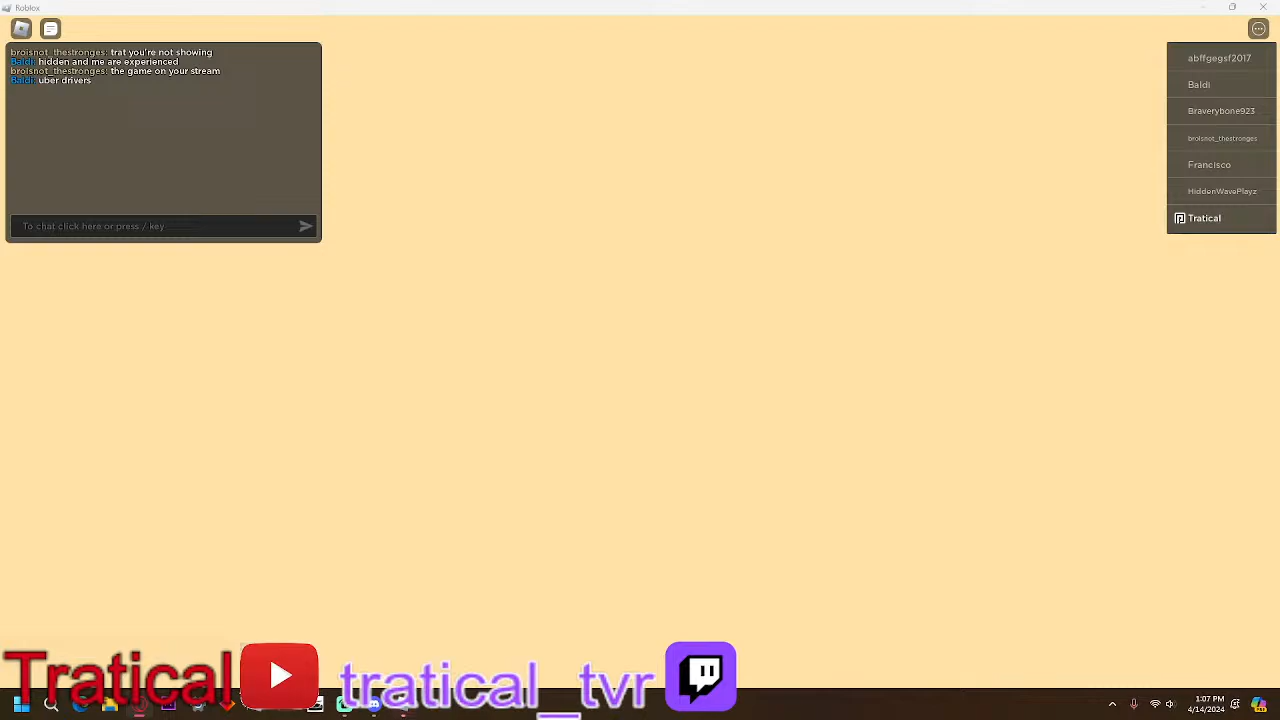 Roblox
broisnot_thestronges: trat you're not showing
Baldi: hidden and me are experienced
broisnot_thestronges: the game on your stream
Baldi: uber drivers
To chat click here or press / key
abffgegsf2017
Baldi
Braverybone923
broisnot_thestronges
Francisco
HiddenWavePlayz
Tratical
Tratical
tratical_tvr
1:07 PM
4/14/2024